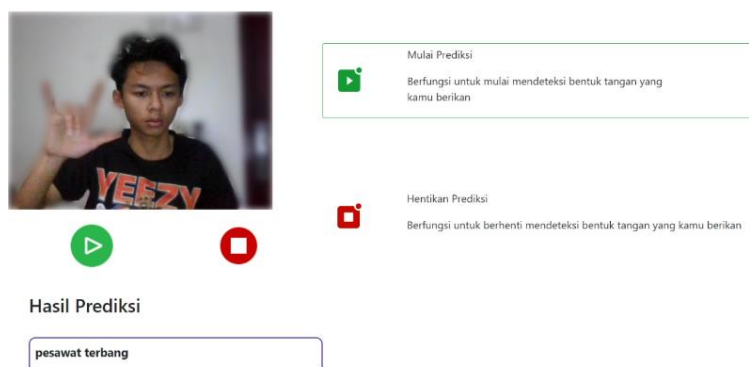 Mulai Prediksi
Berfungsi untuk mulai mendeteksi bentuk tangan yang
kamu berikan
YEEZY
Hentikan Prediksi
Berfungsi untuk berhenti mendeteksi bentuk tangan yang kamu berikan
Hasil Prediksi
pesawat terbang